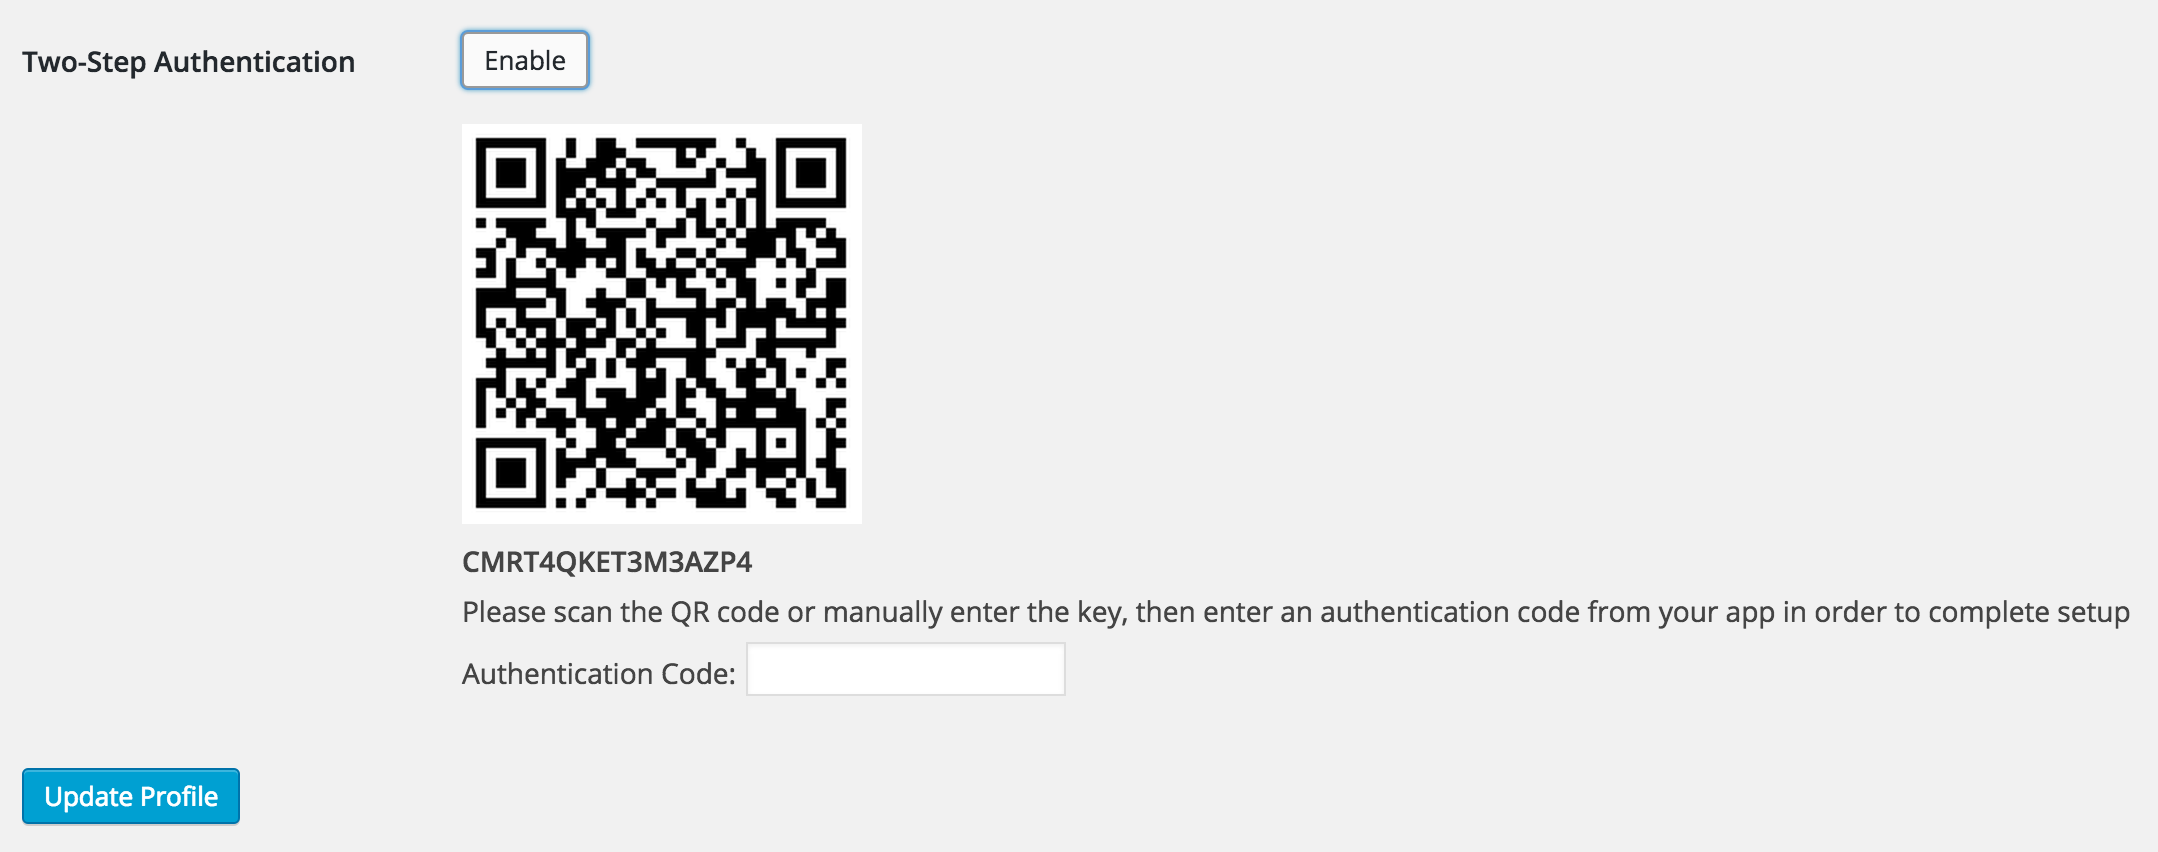 Two-Step Authentication
Enable
CMRT4QKET3M3AZP4
Please scan the QR code or manually enter the key, then enter an authentication code from your app in order to complete setup
Authentication Code:
Update Profile